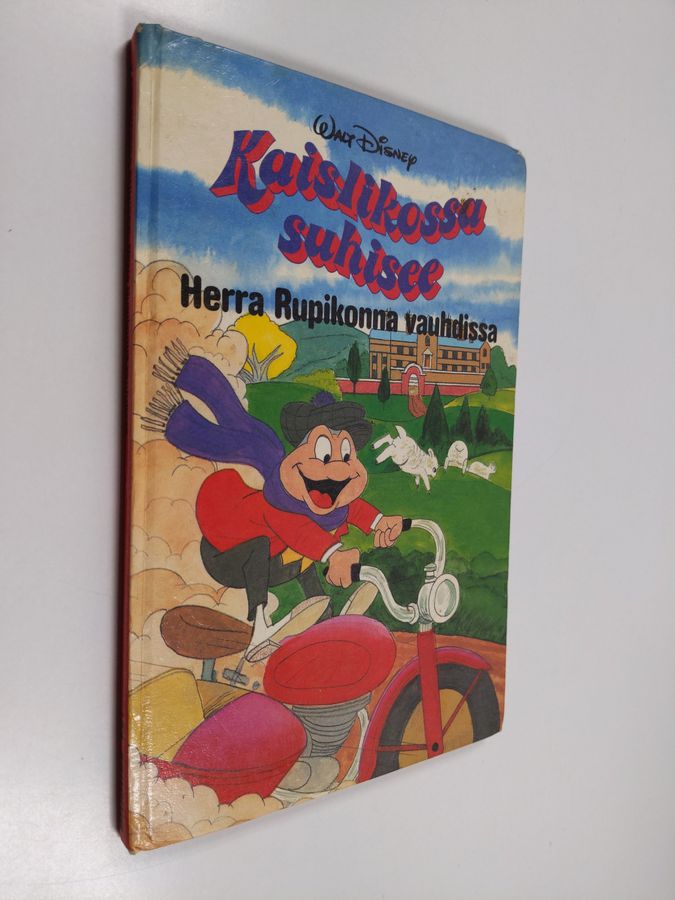 Walt Disney
Kaislikossa
suhisee
Herra Rupikonna vauhdissa